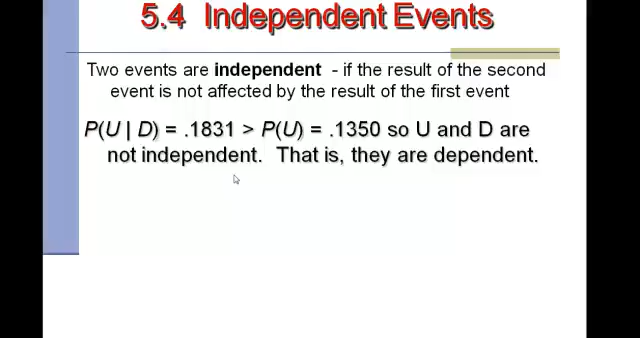 5.4 Independent Events
Two events are independent - if the result of the second
event is not affected by the result of the first event
P(U | D) = .1831 > P(U) = .1350 so U and D are
not independent. That is, they are dependent.